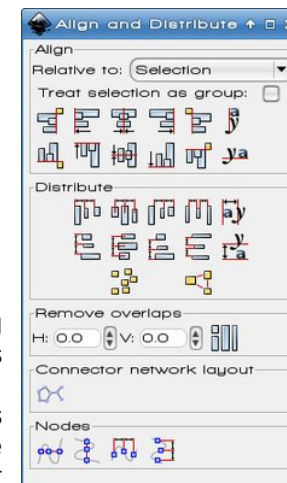 Align and Distribute
Align
Relative to: Selection
Treat selection as group:
Distribute
Remove overlaps
H: 0.0 V: 0.0
Connector network layout
Nodes